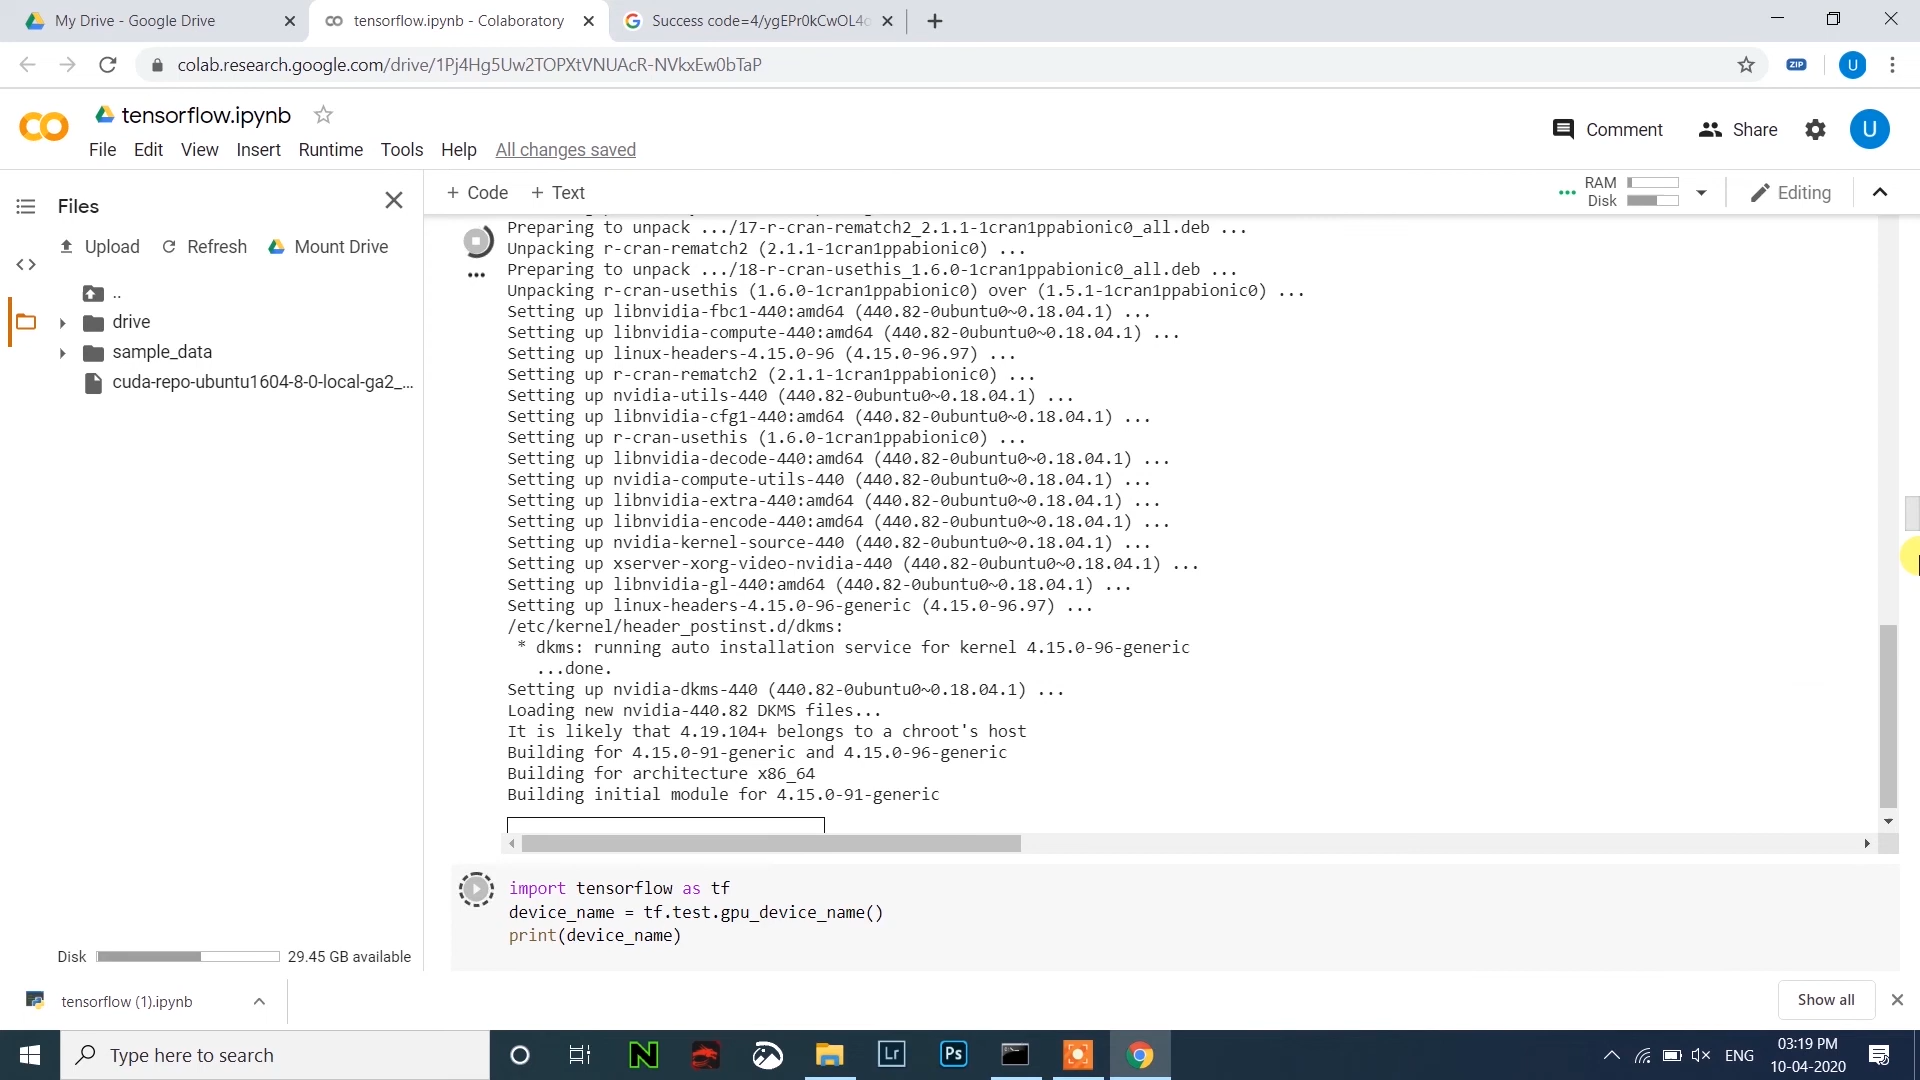 My Drive - Google Drive
tensorflow.ipynb - Colaboratory
Success code=4/ygEPr0kCwOL4
colab.research.google.com/drive/1Pj4Hg5Uw2TOPXtVNUAcR-NVkxEw0bTaP
ZIP
U
tensorflow.ipynb
Comment
Share
U
File Edit View Insert Runtime Tools Help All changes saved
Files
+ Code + Text
RAM
Disk
Editing
Upload Refresh Mount Drive
..
drive
sample_data
cuda-repo-ubuntu1604-8-0-local-ga2_...
Preparing to unpack .../17-r-cran-rematch2_2.1.1-1cran1ppabionic0_all.deb ...
Unpacking r-cran-rematch2 (2.1.1-1cran1ppabionic0) ...
Preparing to unpack .../18-r-cran-usethis_1.6.0-1cran1ppabionic0_all.deb ...
Unpacking r-cran-usethis (1.6.0-1cran1ppabionic0) over (1.5.1-1cran1ppabionic0) ...
Setting up libnvidia-fbc1-440:amd64 (440.82-0ubuntu0~0.18.04.1) ...
Setting up libnvidia-compute-440:amd64 (440.82-0ubuntu0~0.18.04.1) ...
Setting up linux-headers-4.15.0-96 (4.15.0-96.97) ...
Setting up r-cran-rematch2 (2.1.1-1cran1ppabionic0) ...
Setting up nvidia-utils-440 (440.82-0ubuntu0~0.18.04.1) ...
Setting up libnvidia-cfg1-440:amd64 (440.82-0ubuntu0~0.18.04.1) ...
Setting up r-cran-usethis (1.6.0-1cran1ppabionic0) ...
Setting up libnvidia-decode-440:amd64 (440.82-0ubuntu0~0.18.04.1) ...
Setting up nvidia-compute-utils-440 (440.82-0ubuntu0~0.18.04.1) ...
Setting up libnvidia-extra-440:amd64 (440.82-0ubuntu0~0.18.04.1) ...
Setting up libnvidia-encode-440:amd64 (440.82-0ubuntu0~0.18.04.1) ...
Setting up nvidia-kernel-source-440 (440.82-0ubuntu0~0.18.04.1) ...
Setting up xserver-xorg-video-nvidia-440 (440.82-0ubuntu0~0.18.04.1) ...
Setting up libnvidia-gl-440:amd64 (440.82-0ubuntu0~0.18.04.1) ...
Setting up linux-headers-4.15.0-96-generic (4.15.0-96.97) ...
/etc/kernel/header_postinst.d/dkms:
* dkms: running auto installation service for kernel 4.15.0-96-generic
...done.
Setting up nvidia-dkms-440 (440.82-0ubuntu0~0.18.04.1) ...
Loading new nvidia-440.82 DKMS files...
It is likely that 4.19.104+ belongs to a chroot's host
Building for 4.15.0-91-generic and 4.15.0-96-generic
Building for architecture x86_64
Building initial module for 4.15.0-91-generic
import tensorflow as tf
device_name = tf.test.gpu_device_name()
print(device_name)
Disk 29.45 GB available
tensorflow (1).ipynb
Show all
Type here to search
Lr
Ps
ENG
03:19 PM
10-04-2020